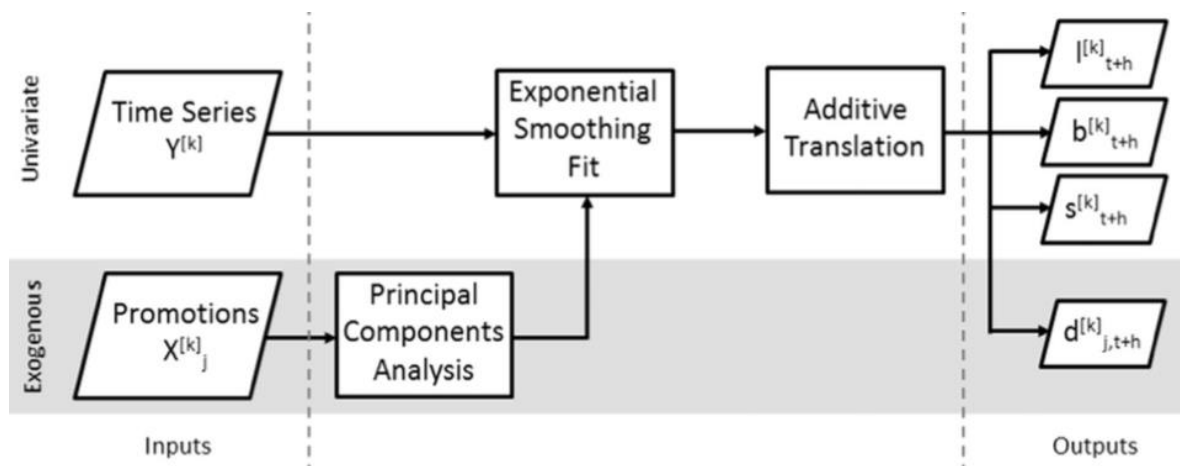 Univariate
Time Series
Y[k]
Exponential
Smoothing
Fit
Additive
Translation
l[k]t+h
b[k]t+h
s[k]t+h
Exogenous
Promotions
X[k]j
Principal
Components
Analysis
d[k]j,t+h
Inputs
Outputs